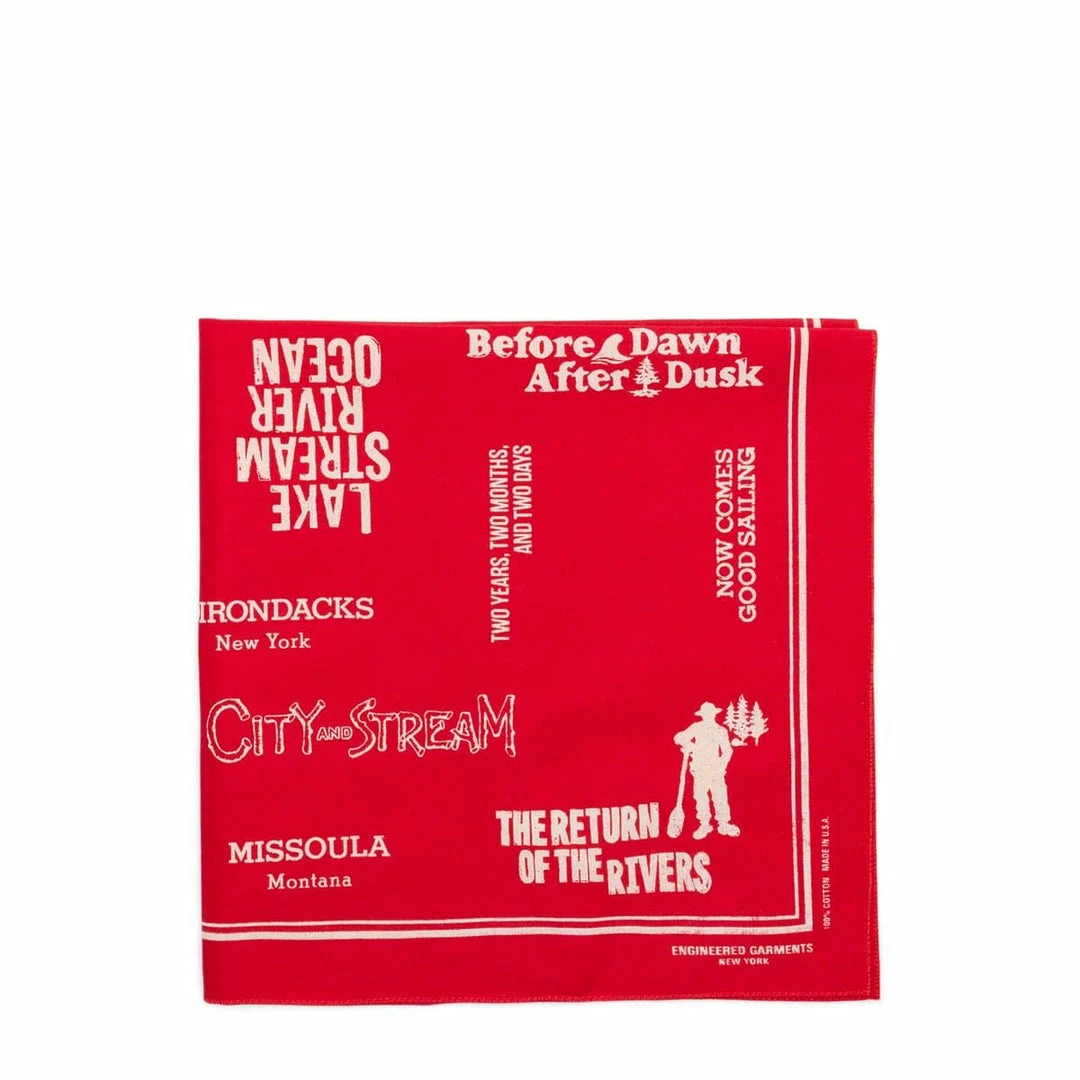 LAKE
STREAM
RIVER
OCEAN
Before Dawn
After Dusk
TWO YEARS, TWO MONTHS,
AND TWO DAYS
NOW COMES
GOOD SAILING
IRONDACKS
New York
CITY AND STREAM
MISSOULA
Montana
THE RETURN
OF THE RIVERS
100% COTTON MADE IN U.S.A.
ENGINEERED GARMENTS
NEW YORK